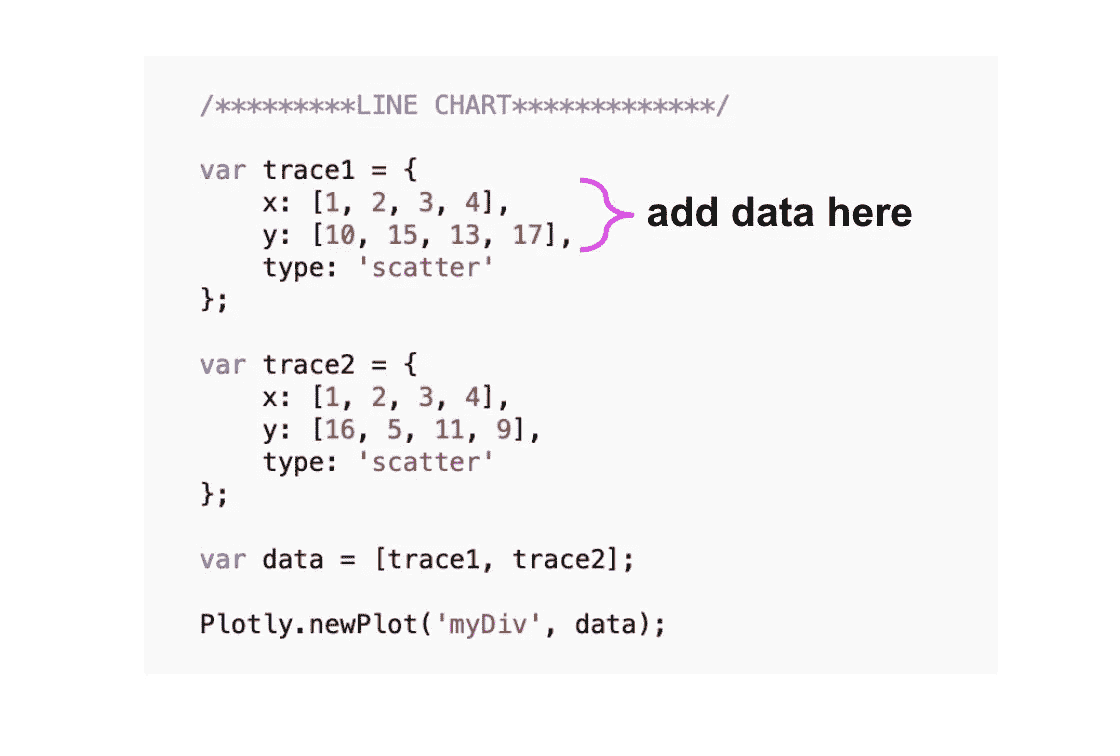 /*********LINE CHART*************/
var trace1 = {
    x: [1, 2, 3, 4],
    y: [10, 15, 13, 17],
add data here
    type: 'scatter'
};
var trace2 = {
    x: [1, 2, 3, 4],
    y: [16, 5, 11, 9],
    type: 'scatter'
};
var data = [trace1, trace2];
Plotly.newPlot('myDiv', data);